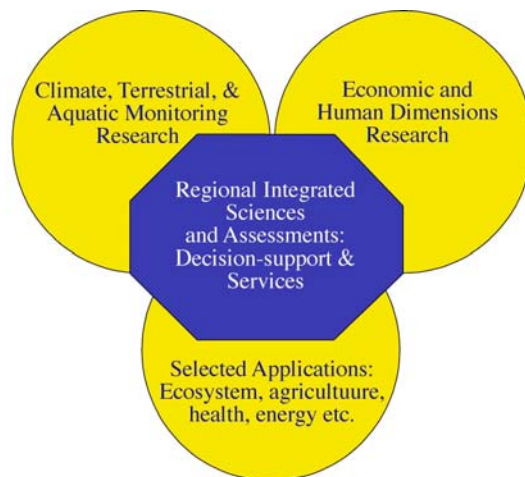 Climate, Terrestrial, &
Aquatic Monitoring
Research
Economic and
Human Dimensions
Research
Regional Integrated
Sciences
and Assessments:
Decision-support &
Services
Selected Applications:
Ecosystem, agricultuure,
health, energy etc.